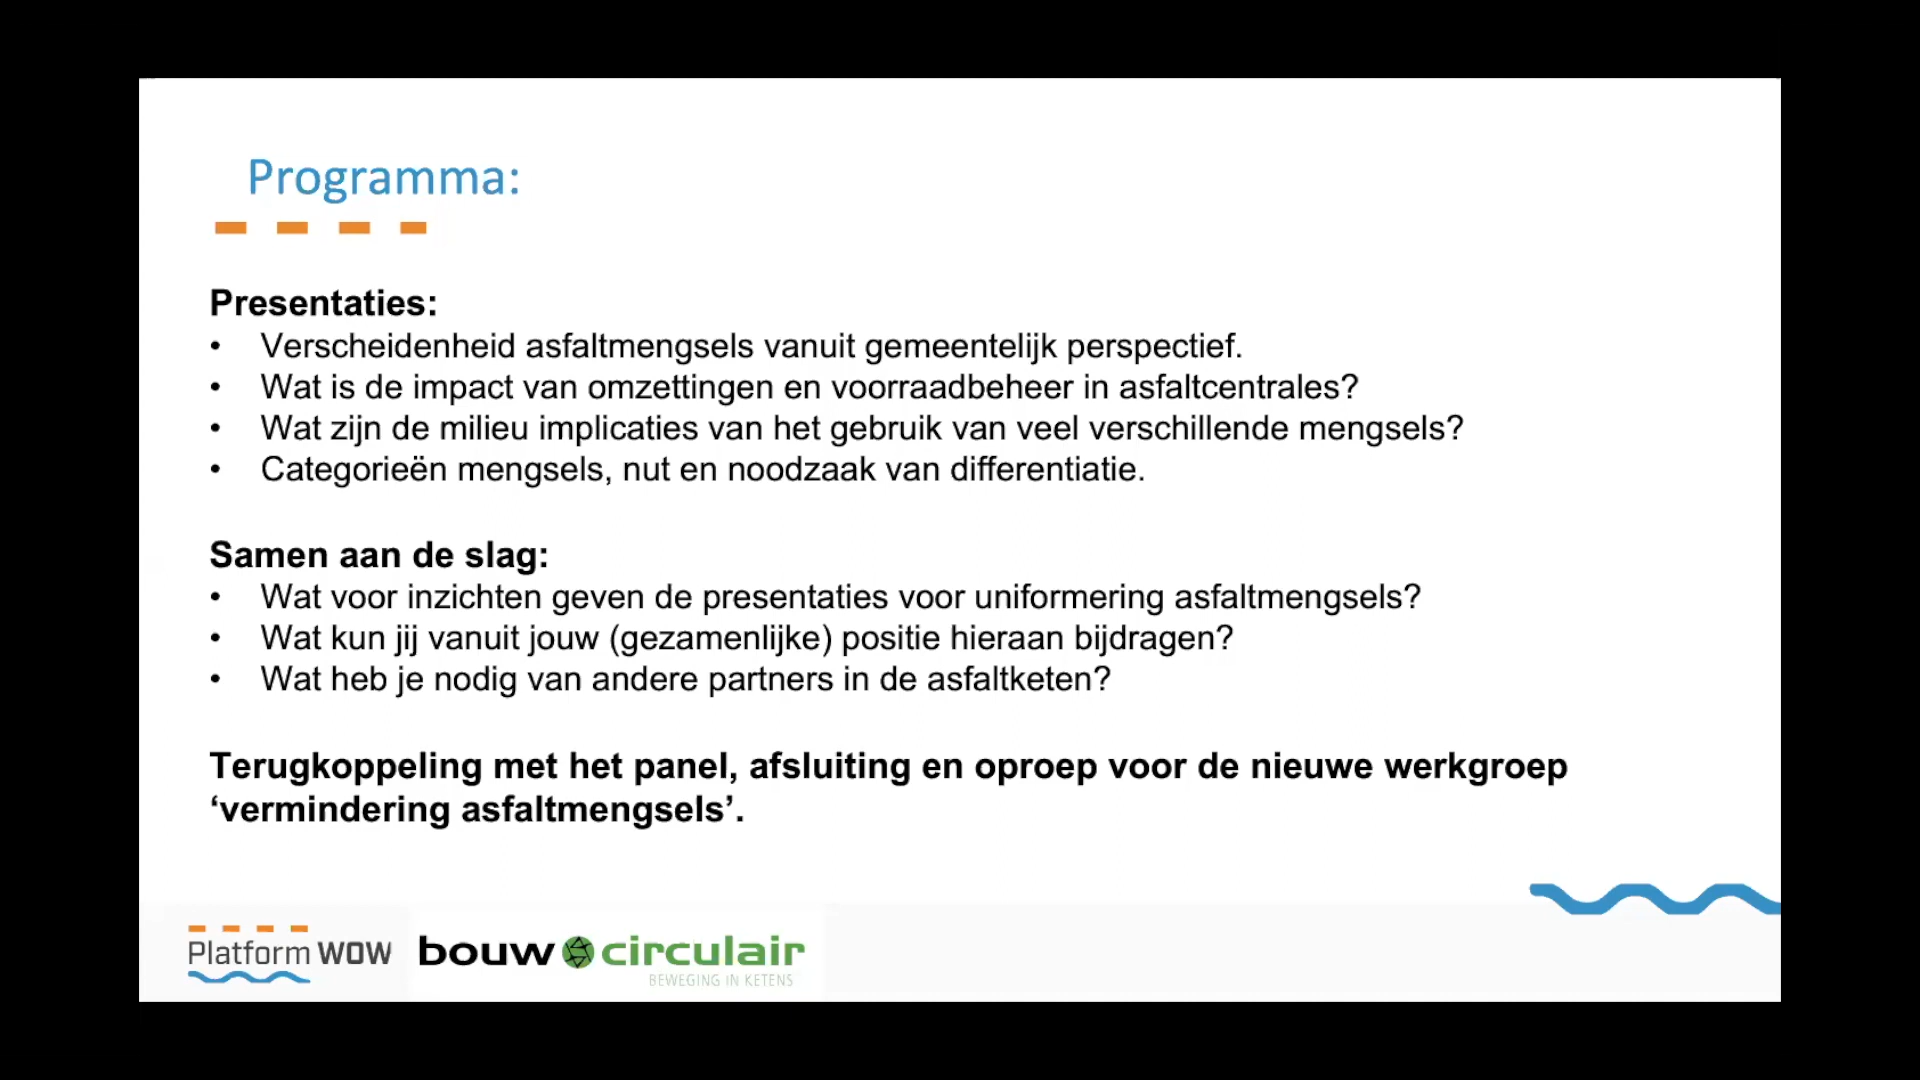 Programma:
Presentaties:
• Verscheidenheid asfaltmengsels vanuit gemeentelijk perspectief.
• Wat is de impact van omzettingen en voorraadbeheer in asfaltcentrales?
• Wat zijn de milieu implicaties van het gebruik van veel verschillende mengsels?
• Categorieën mengsels, nut en noodzaak van differentiatie.
Samen aan de slag:
• Wat voor inzichten geven de presentaties voor uniformering asfaltmengsels?
• Wat kun jij vanuit jouw (gezamenlijke) positie hieraan bijdragen?
• Wat heb je nodig van andere partners in de asfaltketen?
Terugkoppeling met het panel, afsluiting en oproep voor de nieuwe werkgroep
‘vermindering asfaltmengsels’.
Platform WOW
bouw circulair
BEWEGING IN KETENS